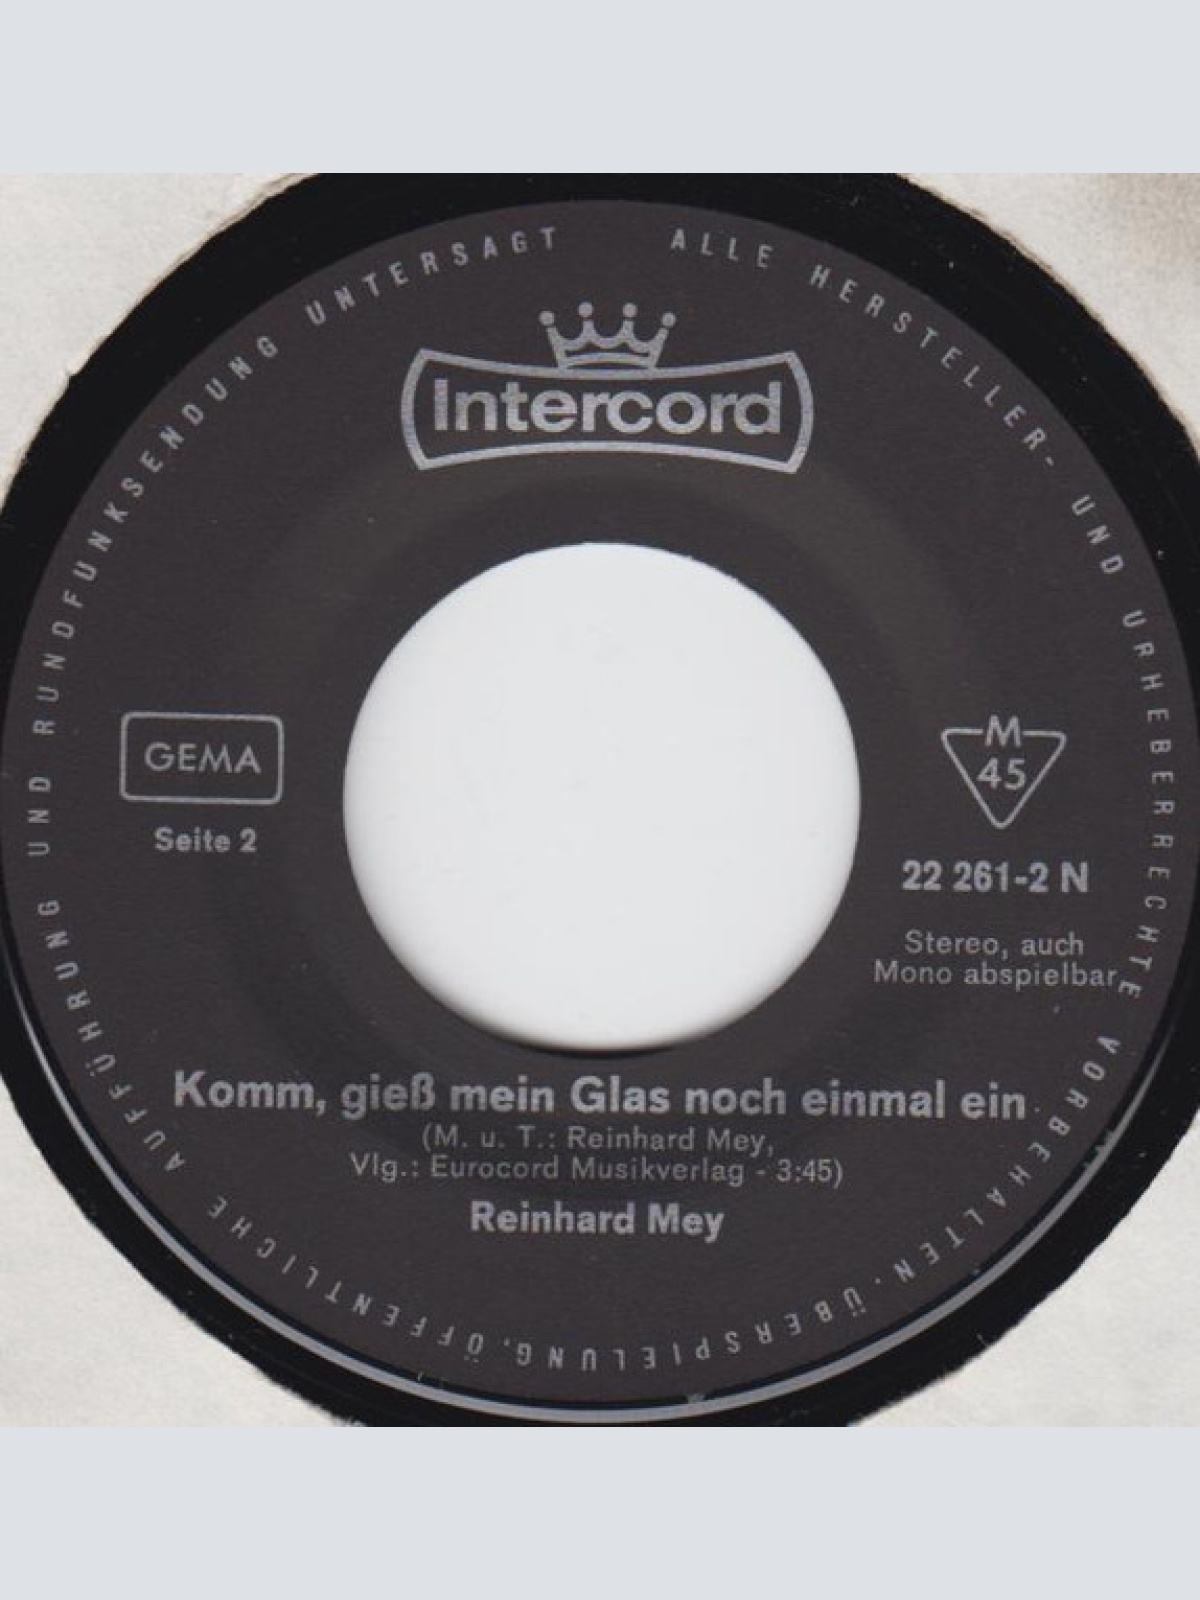 ALLE HERSTELLER- UND URHEBERRECHTE VORBEHALTEN. ÜBERSPIELUNG, ÖFFENTLICHE AUFFÜHRUNG UND RUNDFUNKSENDUNG UNTERSAGT
Intercord
GEMA
Seite 2
M
45
22 261-2 N
Stereo, auch
Mono abspielbar
Komm, gieß mein Glas noch einmal ein
(M. u. T.: Reinhard Mey,
Vlg.: Eurocord Musikverlag - 3:45)
Reinhard Mey